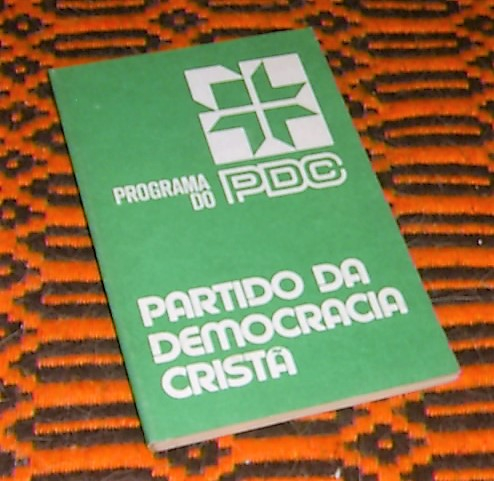 PROGRAMA
DO PDC
PARTIDO DA
DEMOCRACIA
CRISTÃ